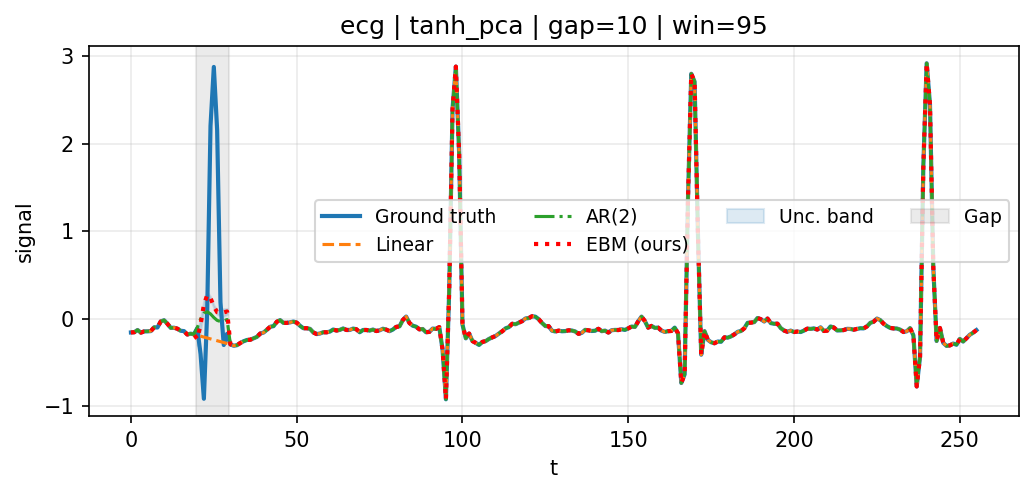 ecg | tanh_pca | gap=10 | win=95
3
2
1
0
−1
signal
Ground truth
Linear
AR(2)
EBM (ours)
Unc. band
Gap
0 50 100 150 200 250
t